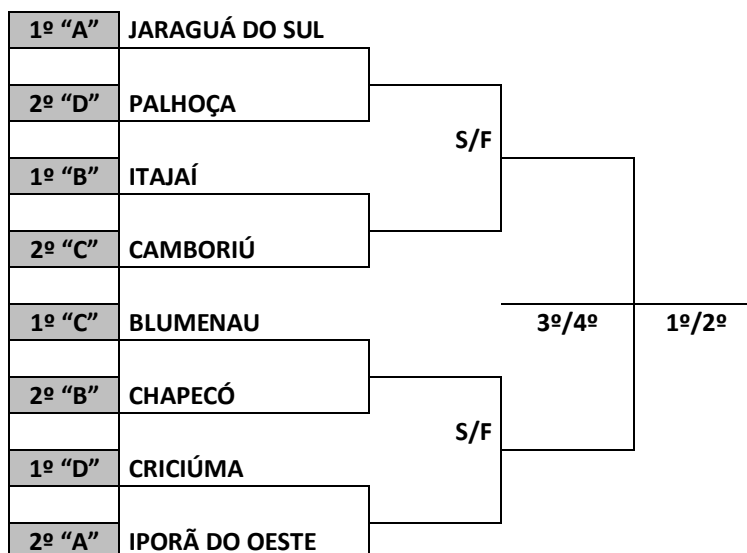 1º “A” JARAGUÁ DO SUL
2º “D” PALHOÇA
S/F
1º “B” ITAJAÍ
2º “C” CAMBORIÚ
1º “C” BLUMENAU 3º/4º 1º/2º
2º “B” CHAPECÓ
S/F
1º “D” CRICIÚMA
2º “A” IPORÃ DO OESTE